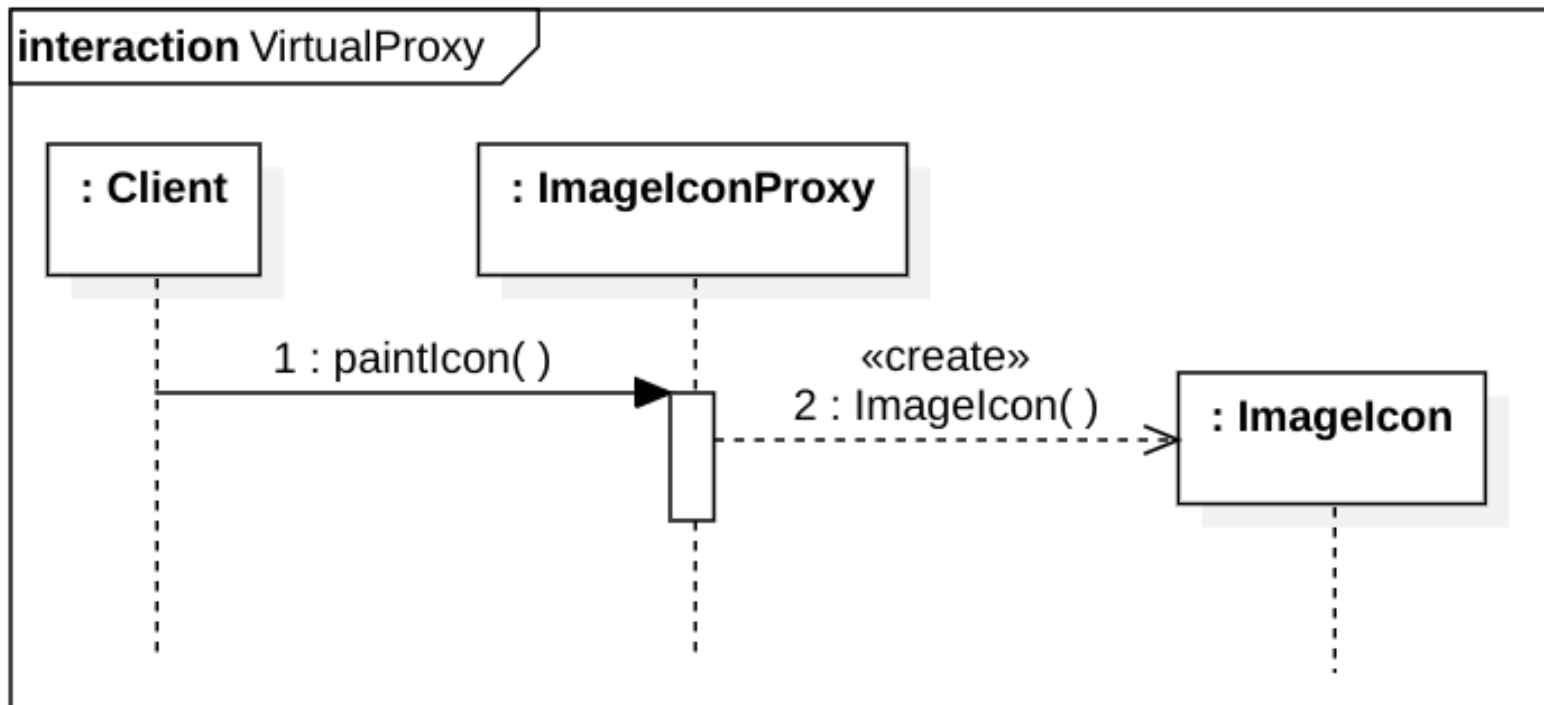 interaction VirtualProxy
: Client
: ImageIconProxy
1 : paintIcon( )
«create»
2 : ImageIcon( )
: ImageIcon